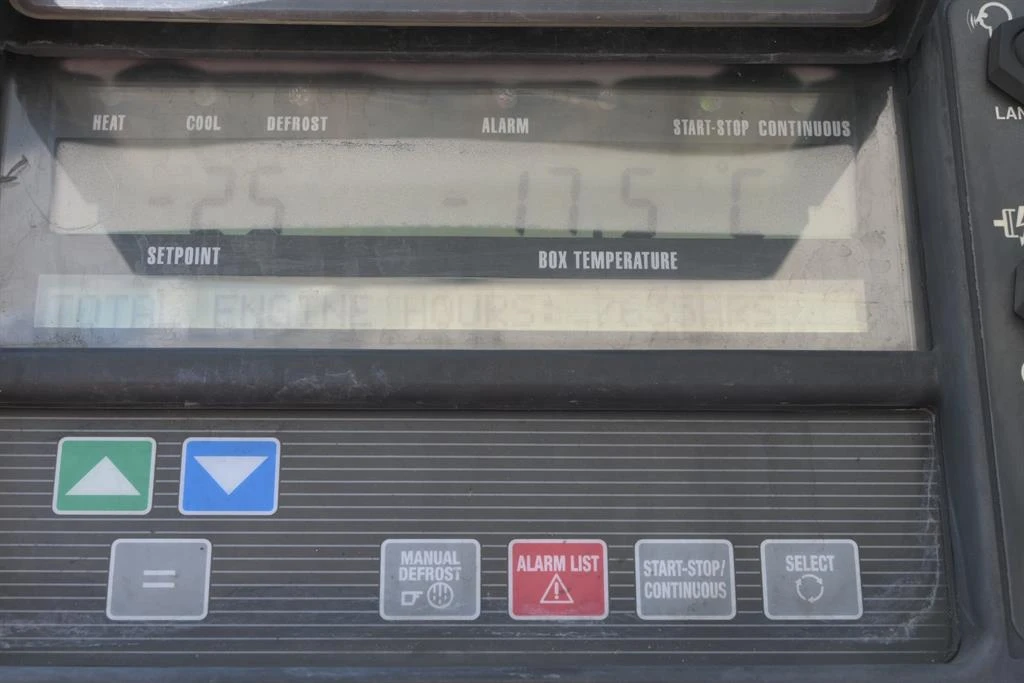 HEAT COOL DEFROST ALARM START-STOP CONTINUOUS
-25 -17.5 °C
SETPOINT BOX TEMPERATURE
TOTAL ENGINE HOURS:
MANUAL DEFROST
ALARM LIST
START-STOP/
CONTINUOUS
SELECT